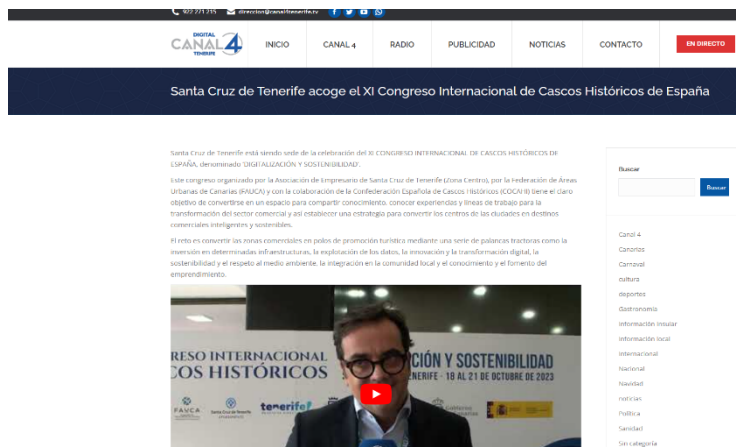 922 271 215 direccion@canal4tenerife.tv
DIGITAL
CANAL 4
TENERIFE
INICIO CANAL 4 RADIO PUBLICIDAD NOTICIAS CONTACTO EN DIRECTO
Santa Cruz de Tenerife acoge el XI Congreso Internacional de Cascos Históricos de España
Santa Cruz de Tenerife está siendo sede de la celebración del XI CONGRESO INTERNACIONAL DE CASCOS HISTÓRICOS DE
ESPAÑA, denominado 'DIGITALIZACIÓN Y SOSTENIBILIDAD'.
Este congreso organizado por la Asociación de Empresario de Santa Cruz de Tenerife (Zona Centro), por la Federación de Áreas
Urbanas de Canarias (FAUCA) y con la colaboración de la Confederación Española de Cascos Históricos (COCAHI) tiene el claro
objetivo de convertirse en un espacio para compartir conocimiento, conocer experiencias y líneas de trabajo para la
transformación del sector comercial y así establecer una estrategia para convertir los centros de las ciudades en destinos
comerciales inteligentes y sostenibles.
El reto es convertir las zonas comerciales en polos de promoción turística mediante una serie de palancas tractoras como la
inversión en determinadas infraestructuras, la explotación de los datos, la innovación y la transformación digital, la
sostenibilidad y el respeto al medio ambiente, la integración en la comunidad local y el conocimiento y el fomento del
emprendimiento.
RESO INTERNACIONAL
COS HISTÓRICOS
CIÓN Y SOSTENIBILIDAD
NERIFE - 18 AL 21 DE OCTUBRE DE 2023
FAUCA
tenerife
Buscar
Buscar
Canal 4
Canarias
Carnaval
cultura
deportes
Gastronomía
Información insular
Información local
Internacional
Nacional
Navidad
noticias
Política
Sanidad
Sin categoría